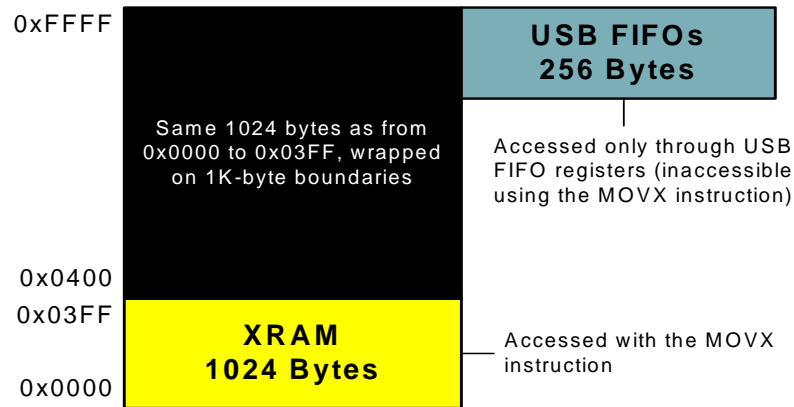 0xFFFF
USB FIFOs
256 Bytes
Same 1024 bytes as from
0x0000 to 0x03FF, wrapped
on 1K-byte boundaries
Accessed only through USB
FIFO registers (inaccessible
using the MOVX instruction)
0x0400
0x03FF
XRAM
1024 Bytes
Accessed with the MOVX
instruction
0x0000